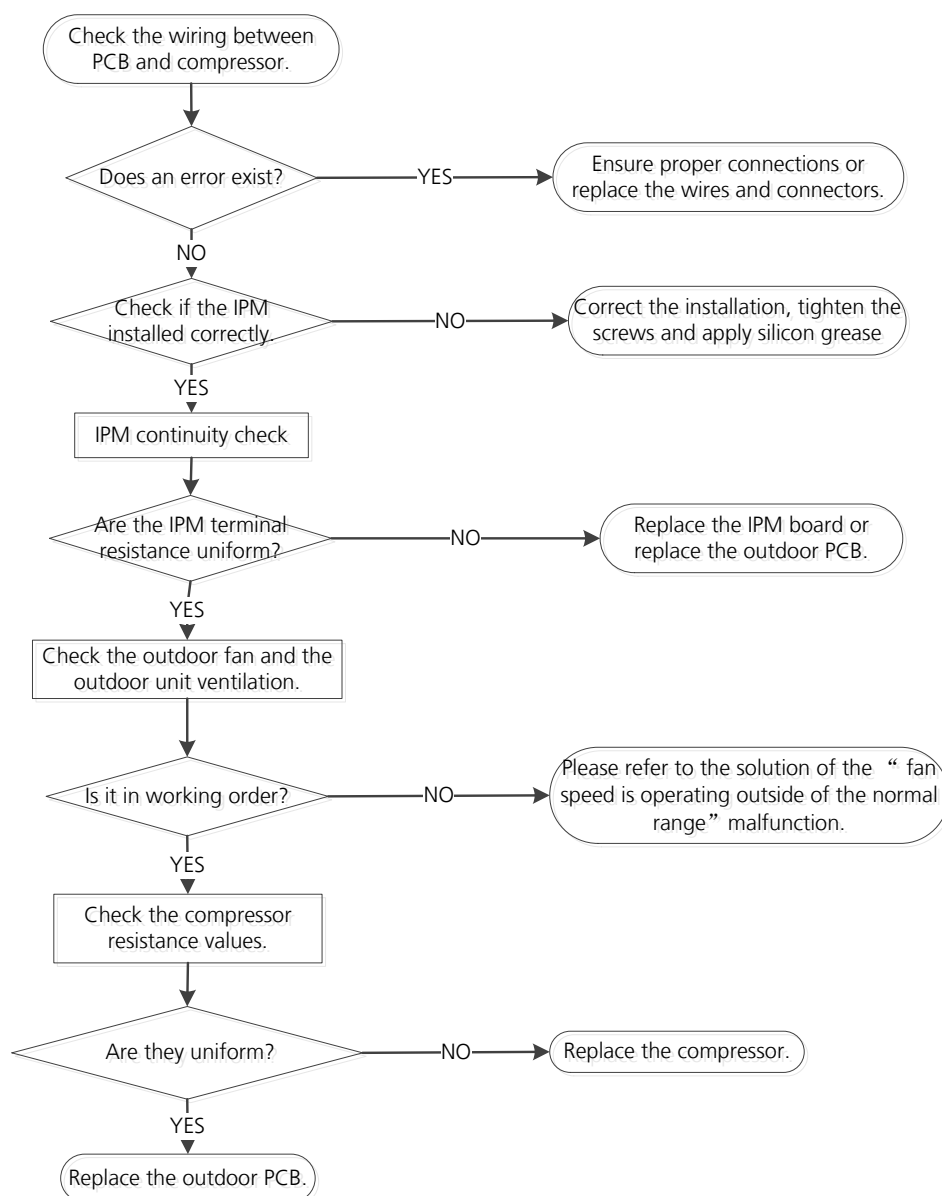 Check the wiring between
PCB and compressor.
Does an error exist?
YES
Ensure proper connections or
replace the wires and connectors.
NO
Check if the IPM
installed correctly.
NO
Correct the installation, tighten the
screws and apply silicon grease
YES
IPM continuity check
Are the IPM terminal
resistance uniform?
NO
Replace the IPM board or
replace the outdoor PCB.
YES
Check the outdoor fan and the
outdoor unit ventilation.
Is it in working order?
NO
Please refer to the solution of the “ fan
speed is operating outside of the normal
range” malfunction.
YES
Check the compressor
resistance values.
Are they uniform?
NO
Replace the compressor.
YES
Replace the outdoor PCB.